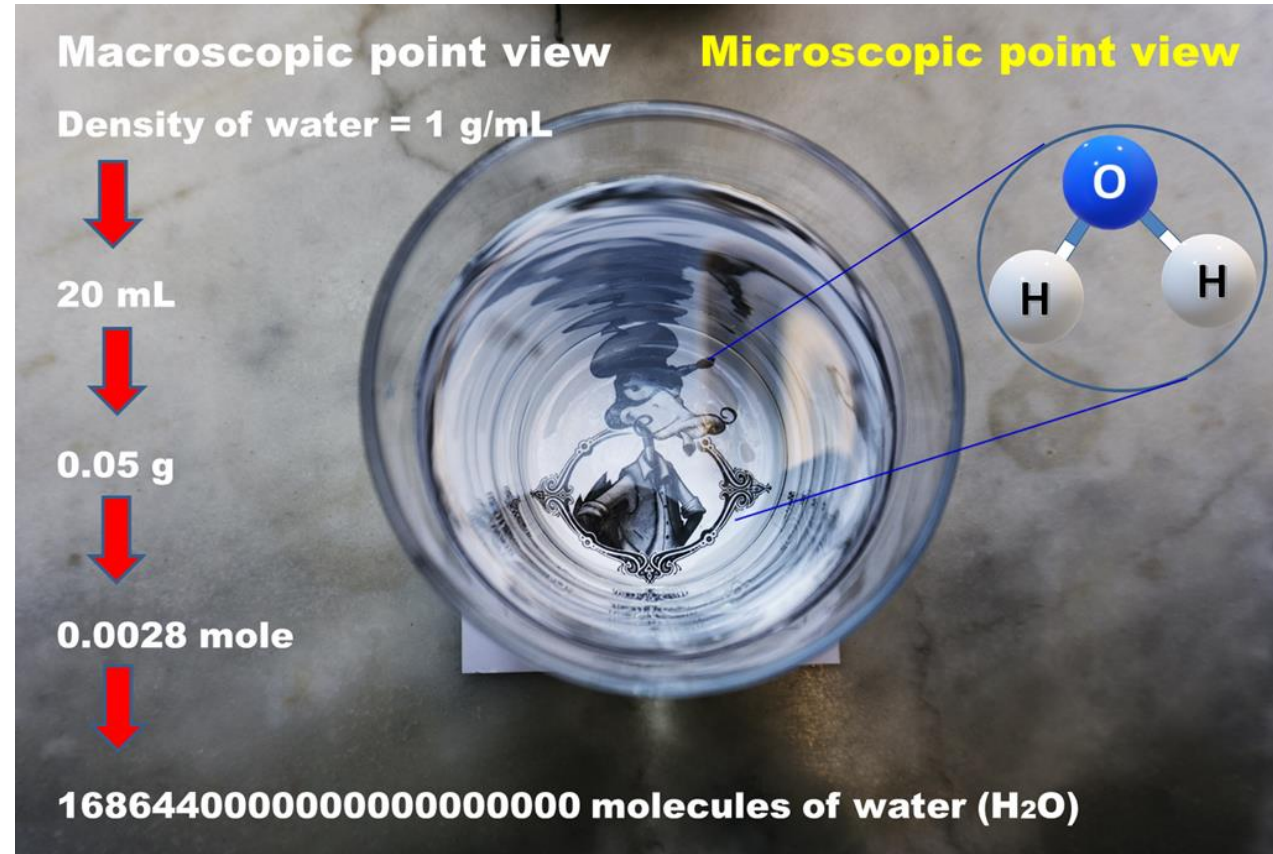 Macroscopic point view
Microscopic point view
Density of water = 1 g/mL
O
H
H
20 mL
0.05 g
0.0028 mole
1686440000000000000000 molecules of water (H₂O)